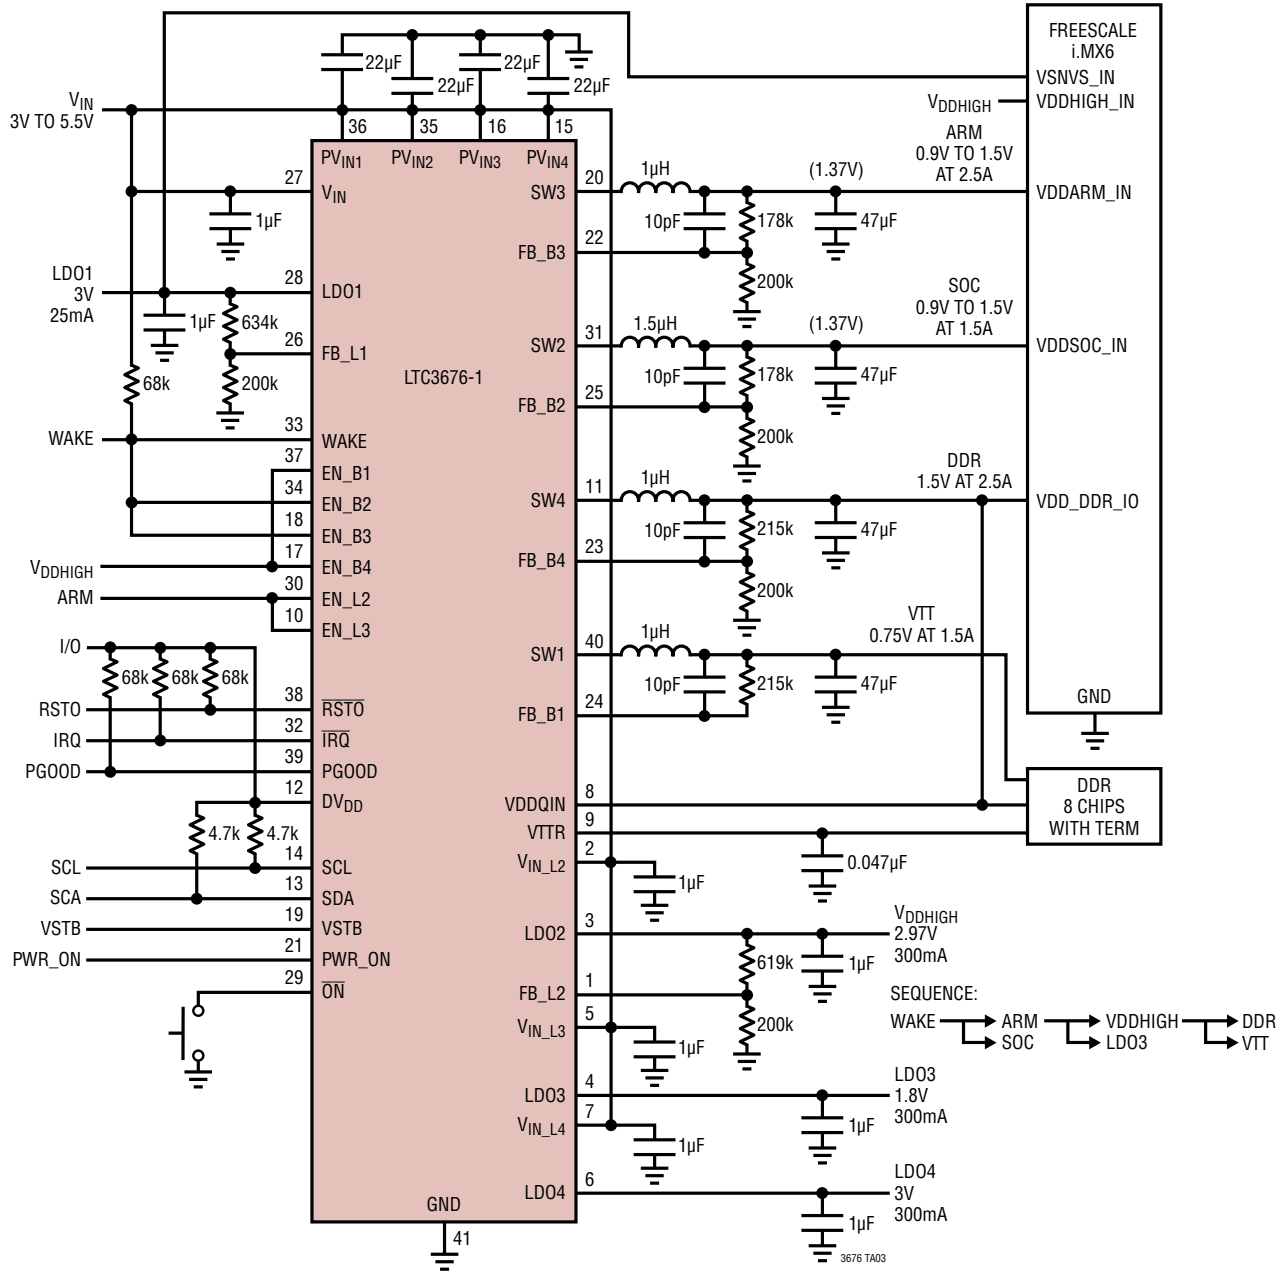 FREESCALE
i.MX6
VSNVS_IN
VDDHIGH VDDHIGH_IN
22µF 22µF
22µF 22µF
VIN
3V TO 5.5V
36 35 16 15
PVIN1 PVIN2 PVIN3 PVIN4
ARM
0.9V TO 1.5V
AT 2.5A
27 VIN
1µF
SW3 20 1µH (1.37V) VDDARM_IN
10pF 178k 47µF
FB_B3 22
200k
LDO1
3V
25mA
28 LDO1
1µF 634k
26 FB_L1
68k 200k
LTC3676-1
SOC
0.9V TO 1.5V
AT 1.5A
SW2 31 1.5µH (1.37V) VDDSOC_IN
10pF 178k 47µF
FB_B2 25
200k
WAKE 33 WAKE
37 EN_B1
34 EN_B2
18 EN_B3
VDDHIGH 17 EN_B4
ARM 30 EN_L2
10 EN_L3
DDR
1.5V AT 2.5A
SW4 11 1µH VDD_DDR_IO
10pF 215k 47µF
FB_B4 23
200k
I/O
68k 68k 68k
RSTO 38 RSTO
IRQ 32 IRQ
PGOOD 39 PGOOD
12 DVDD
VTT
0.75V AT 1.5A
SW1 40 1µH
10pF 215k 47µF
FB_B1 24
GND
4.7k 4.7k
SCL 14 SCL
SCA 13 SDA
VSTB 19 VSTB
PWR_ON 21 PWR_ON
29 ON
DDR
8 CHIPS
WITH TERM
VDDQIN 8
VTTR 9
0.047µF
VIN_L2 2
1µF
LDO2 3
VDDHIGH
2.97V
300mA
619k 1µF
FB_L2 1
200k
VIN_L3 5
1µF
SEQUENCE:
WAKE ARM VDDHIGH DDR
SOC LDO3 VTT
LDO3 4
LDO3
1.8V
300mA
1µF
VIN_L4 7
1µF
LDO4 6
LDO4
3V
300mA
1µF
GND
41
3676 TA03